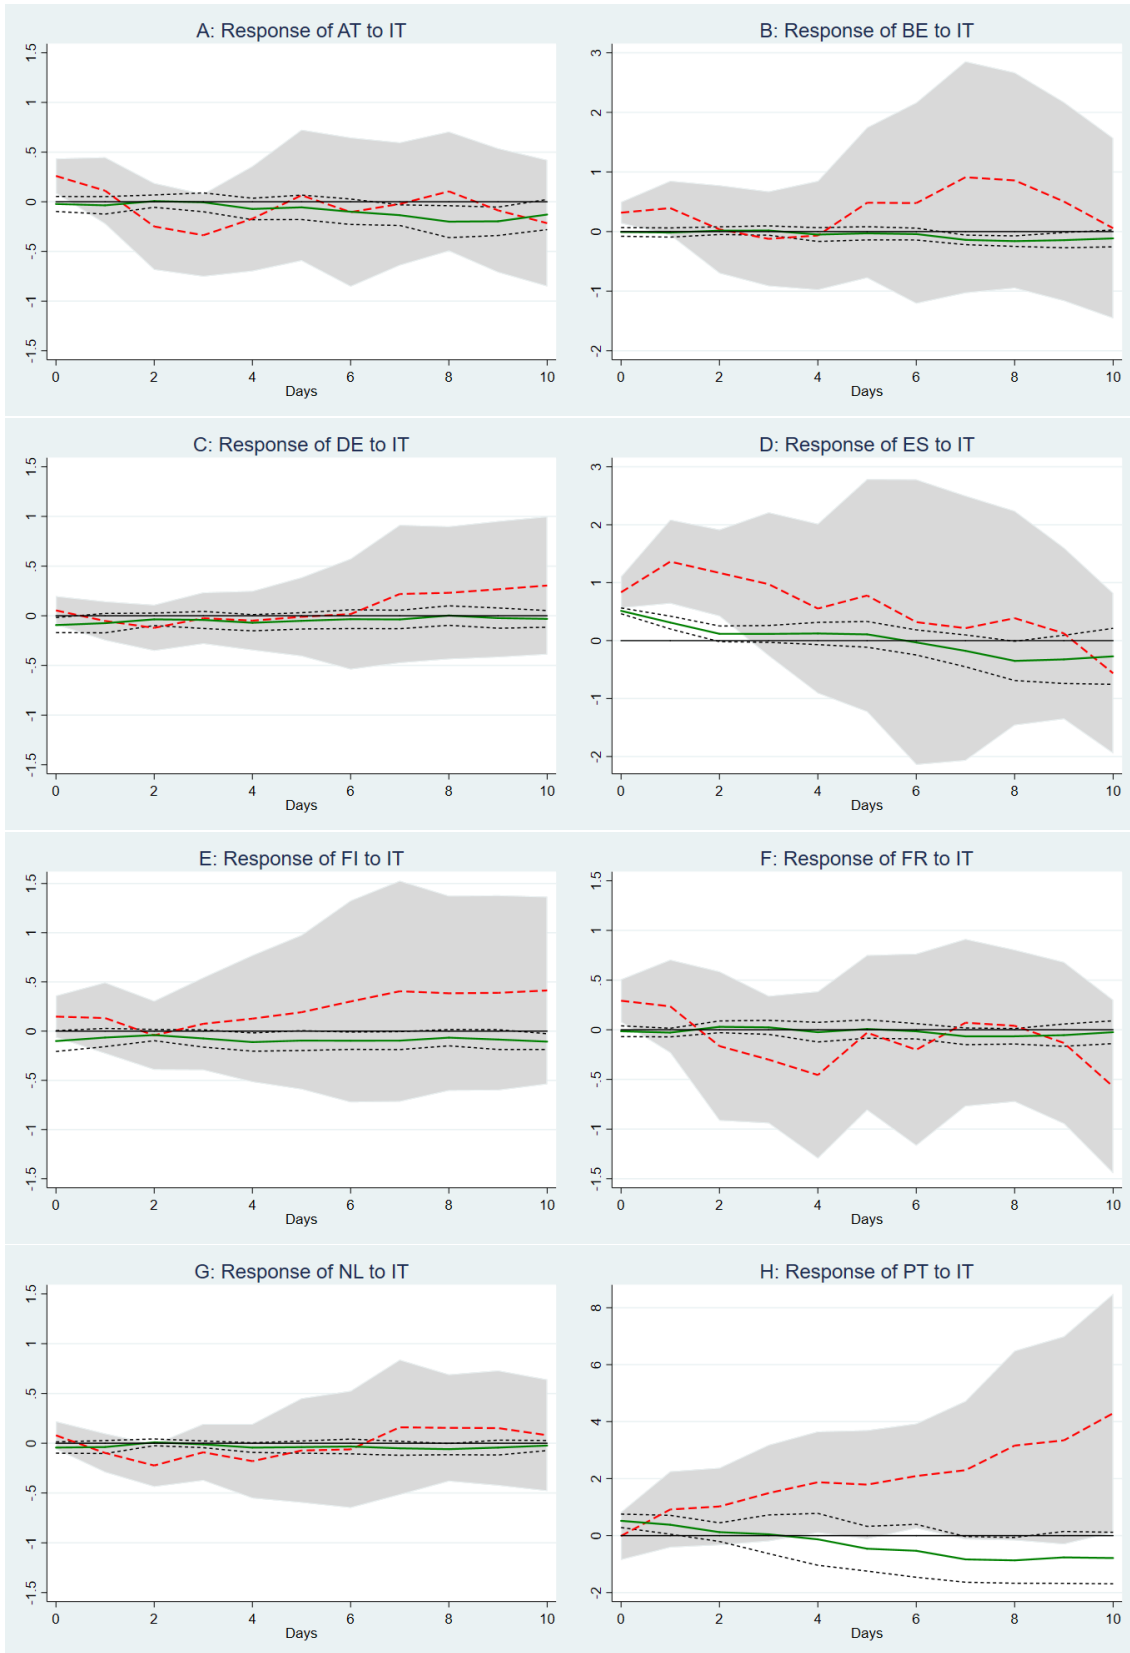 A: Response of AT to IT
1.5
1
.5
0
-.5
-1
-1.5
0 2 4 6 8 10
Days
B: Response of BE to IT
3
2
1
0
-1
-2
0 2 4 6 8 10
Days
C: Response of DE to IT
1.5
1
.5
0
-.5
-1
-1.5
0 2 4 6 8 10
Days
D: Response of ES to IT
3
2
1
0
-1
-2
0 2 4 6 8 10
Days
E: Response of FI to IT
1.5
1
.5
0
-.5
-1
-1.5
0 2 4 6 8 10
Days
F: Response of FR to IT
1.5
1
.5
0
-.5
-1
-1.5
0 2 4 6 8 10
Days
G: Response of NL to IT
1.5
1
.5
0
-.5
-1
-1.5
0 2 4 6 8 10
Days
H: Response of PT to IT
8
6
4
2
0
-2
0 2 4 6 8 10
Days